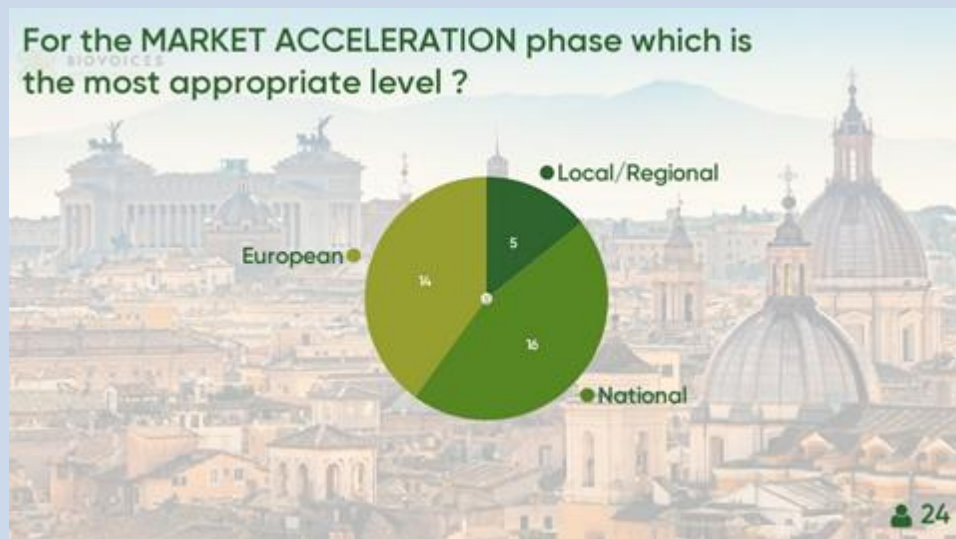 For the MARKET ACCELERATION phase which is
BIOVOICES
the most appropriate level ?
Local/Regional
5
European
14
16
National
24